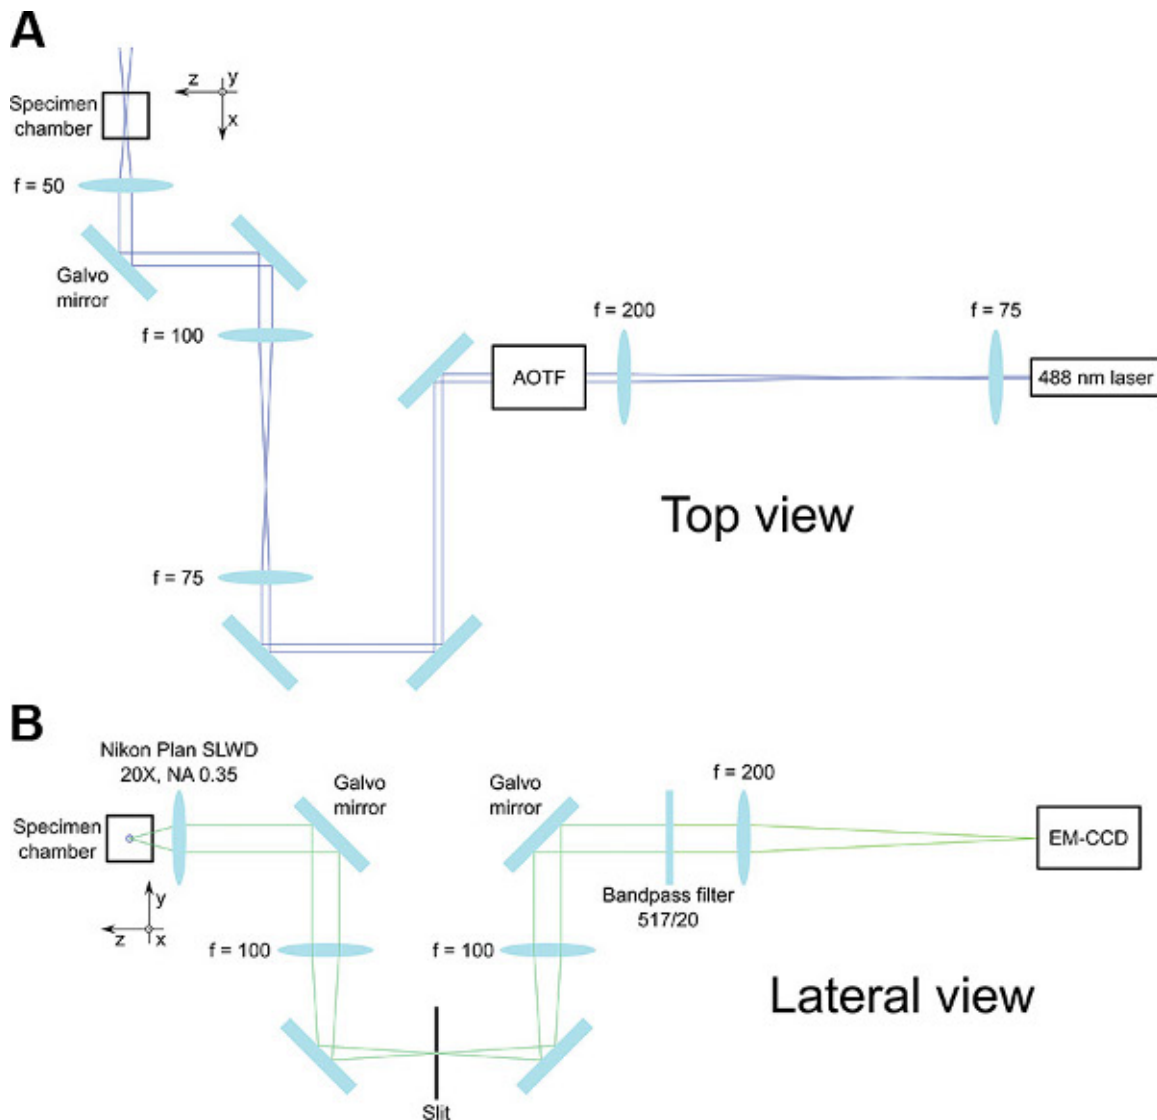 A
Specimen
chamber
z
y
x
f = 50
Galvo
mirror
f = 100
f = 200
f = 75
AOTF
488 nm laser
Top view
f = 75
B
Nikon Plan SLWD
20X, NA 0.35
Galvo
mirror
Galvo
mirror
f = 200
Specimen
chamber
EM-CCD
y
z
x
Bandpass filter
517/20
f = 100
f = 100
Lateral view
Slit